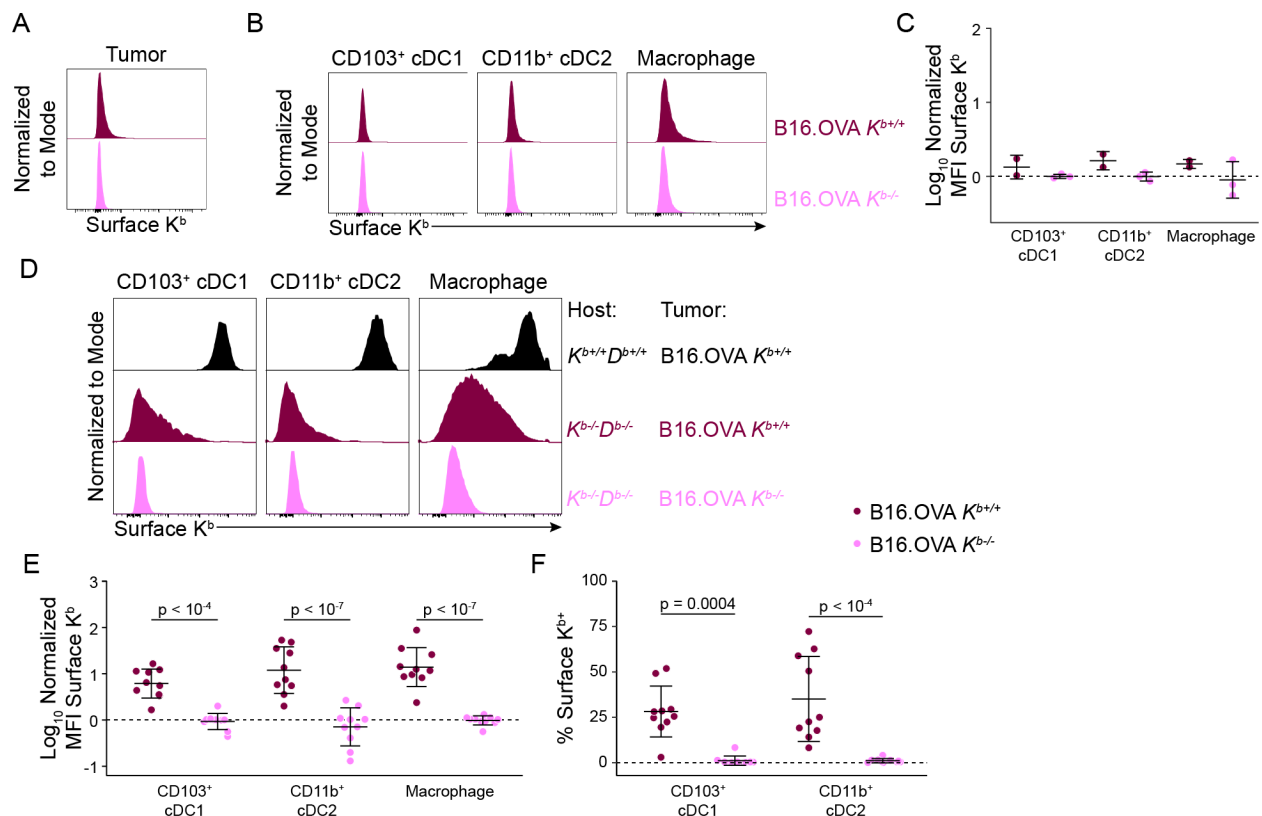 A
Tumor
Normalized
to Mode
Surface Kᵇ
B
CD103⁺ cDC1
CD11b⁺ cDC2
Macrophage
Normalized
to Mode
B16.OVA Kᵇ⁺/⁺
B16.OVA Kᵇ⁻/⁻
Surface Kᵇ
C
Log₁₀ Normalized
MFI Surface Kᵇ
2
1
0
CD103⁺
cDC1
CD11b⁺
cDC2
Macrophage
D
CD103⁺ cDC1
CD11b⁺ cDC2
Macrophage
Normalized to Mode
Host: Tumor:
Kᵇ⁺/⁺Dᵇ⁺/⁺ B16.OVA Kᵇ⁺/⁺
Kᵇ⁻/⁻Dᵇ⁻/⁻ B16.OVA Kᵇ⁺/⁺
Kᵇ⁻/⁻Dᵇ⁻/⁻ B16.OVA Kᵇ⁻/⁻
Surface Kᵇ
B16.OVA Kᵇ⁺/⁺
B16.OVA Kᵇ⁻/⁻
E
Log₁₀ Normalized
MFI Surface Kᵇ
3
2
1
0
-1
p < 10⁻⁴
p < 10⁻⁷
p < 10⁻⁷
CD103⁺
cDC1
CD11b⁺
cDC2
Macrophage
F
% Surface Kᵇ⁺
100
75
50
25
0
p = 0.0004
p < 10⁻⁴
CD103⁺
cDC1
CD11b⁺
cDC2